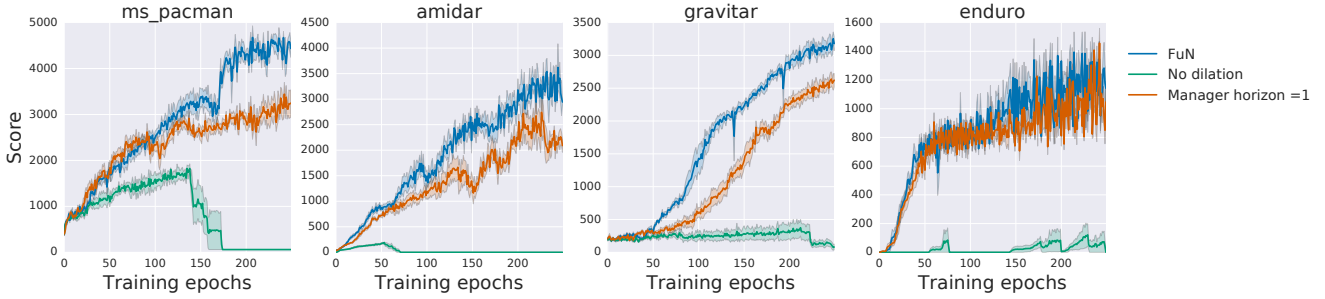 ms_pacman
amidar
gravitar
enduro
Score
5000
4000
3000
2000
1000
0
0 50 100 150 200
Training epochs
4500
4000
3500
3000
2500
2000
1500
1000
500
0
0 50 100 150 200
Training epochs
3500
3000
2500
2000
1500
1000
500
0
0 50 100 150 200
Training epochs
1600
1400
1200
1000
800
600
400
200
0
0 50 100 150 200
Training epochs
FuN
No dilation
Manager horizon =1